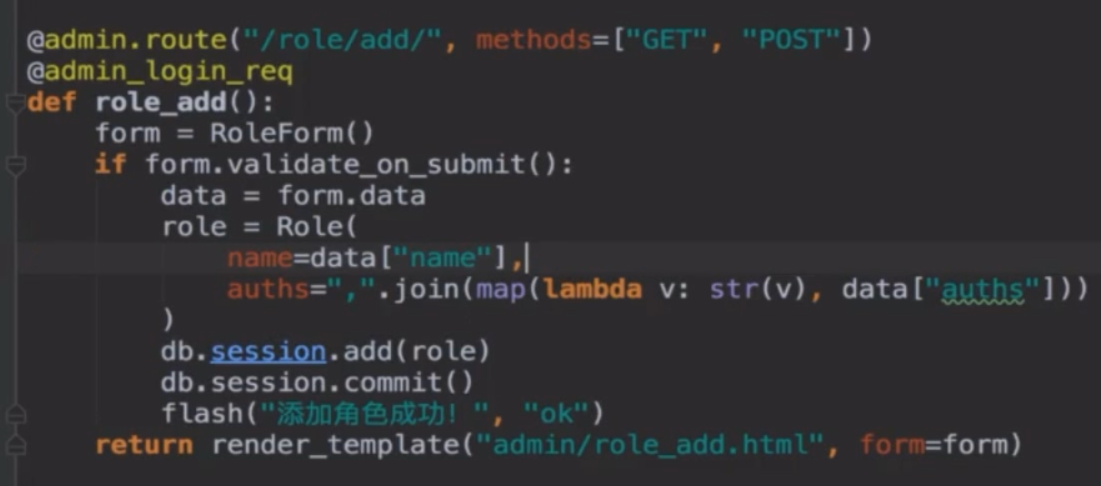 @admin.route("/role/add/", methods=["GET", "POST"])
@admin_login_req
def role_add():
    form = RoleForm()
    if form.validate_on_submit():
        data = form.data
        role = Role(
            name=data["name"],
            auths=",".join(map(lambda v: str(v), data["auths"]))
        )
        db.session.add(role)
        db.session.commit()
        flash("添加角色成功！", "ok")
    return render_template("admin/role_add.html", form=form)